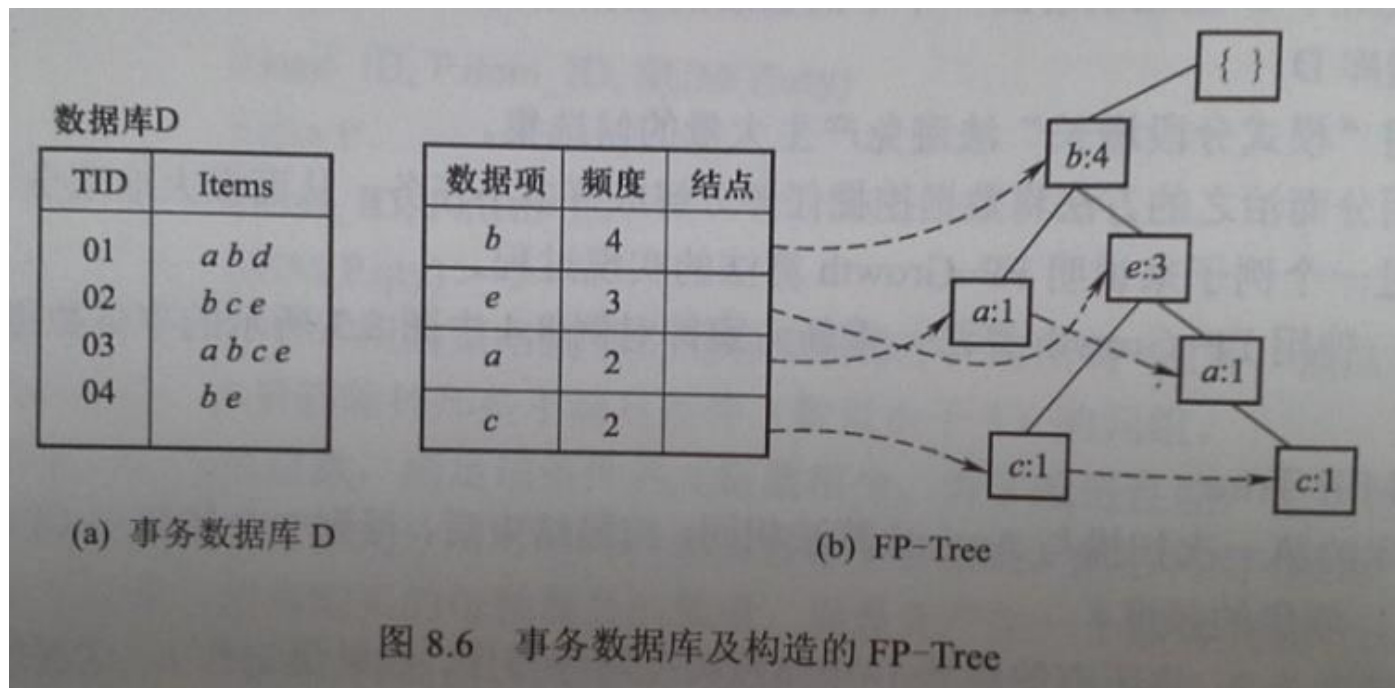 数据库D
TID Items
01 a b d
02 b c e
03 a b c e
04 b e
(a) 事务数据库 D
数据项 频度 结点
b 4
e 3
a 2
c 2
{ }
b:4
e:3
a:1
a:1
c:1
c:1
(b) FP-Tree
图 8.6 事务数据库及构造的 FP-Tree